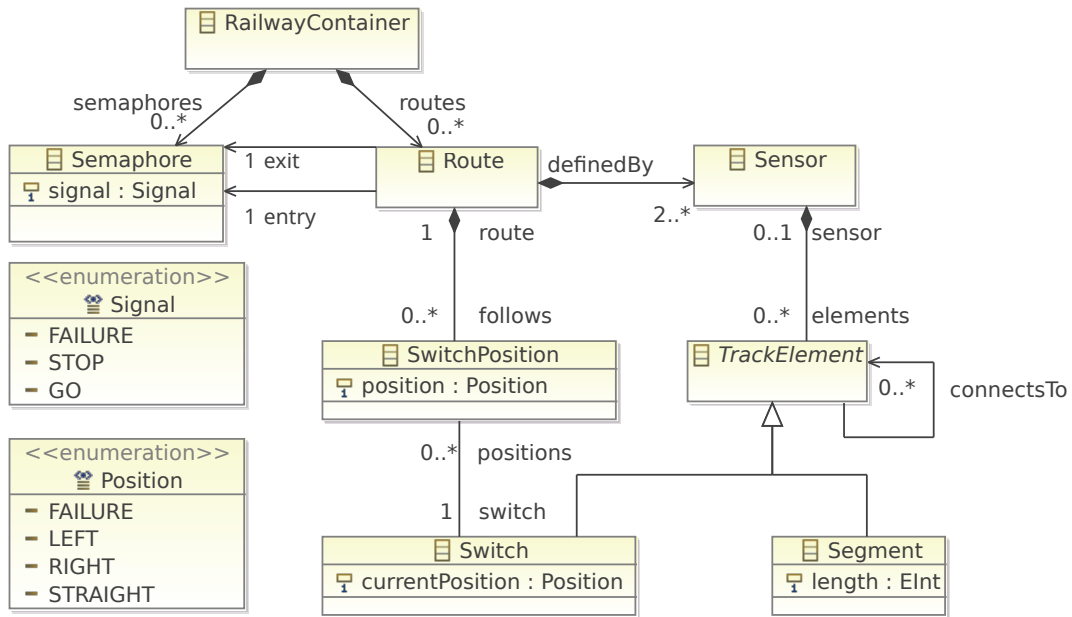 RailwayContainer
semaphores
0..*
routes
0..*
Semaphore
signal : Signal
1 exit
1 entry
Route
definedBy
2..*
Sensor
1 route
0..1 sensor
<<enumeration>>
Signal
FAILURE
STOP
GO
0..* follows
0..* elements
SwitchPosition
position : Position
TrackElement
0..*
connectsTo
<<enumeration>>
Position
FAILURE
LEFT
RIGHT
STRAIGHT
0..* positions
1 switch
Switch
currentPosition : Position
Segment
length : EInt